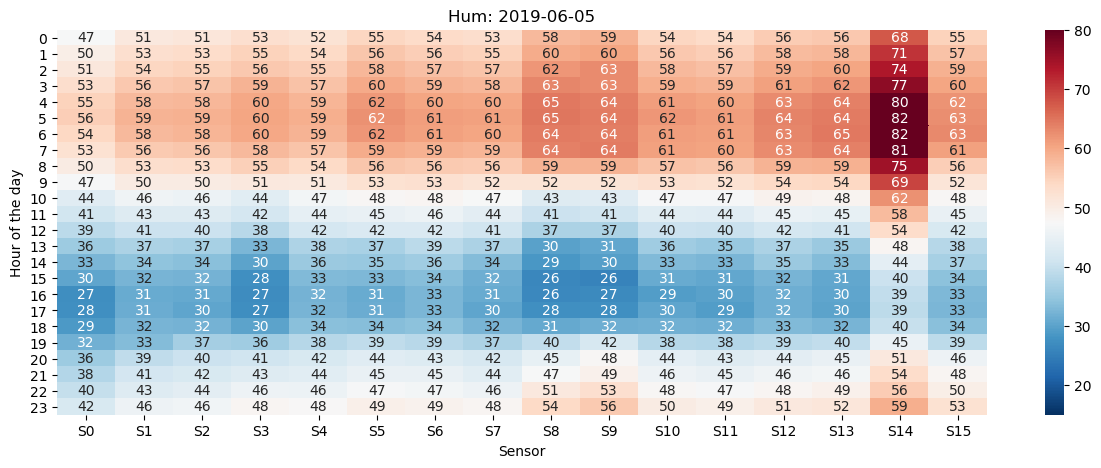 Hum: 2019-06-05
0 47 51 51 53 52 55 54 53 58 59 54 54 56 56 68 55
1 50 53 53 55 54 56 56 55 60 60 56 56 58 58 71 57
2 51 54 55 56 55 58 57 57 62 63 58 57 59 60 74 59
3 53 56 57 59 57 60 59 58 63 63 59 59 61 62 77 60
4 55 58 58 60 59 62 60 60 65 64 61 60 63 64 80 62
5 56 59 59 60 59 62 61 61 65 64 62 61 64 64 82 63
6 54 58 58 60 59 62 61 60 64 64 61 61 63 65 82 63
7 53 56 56 58 57 59 59 59 64 64 61 60 63 64 81 61
8 50 53 53 55 54 56 56 56 59 59 57 56 59 59 75 56
9 47 50 50 51 51 53 53 52 52 52 53 52 54 54 69 52
10 44 46 46 44 47 48 48 47 43 43 47 47 49 48 62 48
11 41 43 43 42 44 45 46 44 41 41 44 44 45 45 58 45
12 39 41 40 38 42 42 42 41 37 37 40 40 42 41 54 42
13 36 37 37 33 38 37 39 37 30 31 36 35 37 35 48 38
14 33 34 34 30 36 35 36 34 29 30 33 33 35 33 44 37
15 30 32 32 28 33 33 34 32 26 26 31 31 32 31 40 34
16 27 31 31 27 32 31 33 31 26 27 29 30 32 30 39 33
17 28 31 30 27 32 31 33 30 28 28 30 29 32 30 39 33
18 29 32 32 30 34 34 34 32 31 32 32 32 33 32 40 34
19 32 33 37 36 38 39 39 37 40 42 38 38 39 40 45 39
20 36 39 40 41 42 44 43 42 45 48 44 43 44 45 51 46
21 38 41 42 43 44 45 45 44 47 49 46 45 46 46 54 48
22 40 43 44 46 46 47 47 46 51 53 48 47 48 49 56 50
23 42 46 46 48 48 49 49 48 54 56 50 49 51 52 59 53
S0 S1 S2 S3 S4 S5 S6 S7 S8 S9 S10 S11 S12 S13 S14 S15
Sensor
Hour of the day
80
70
60
50
40
30
20